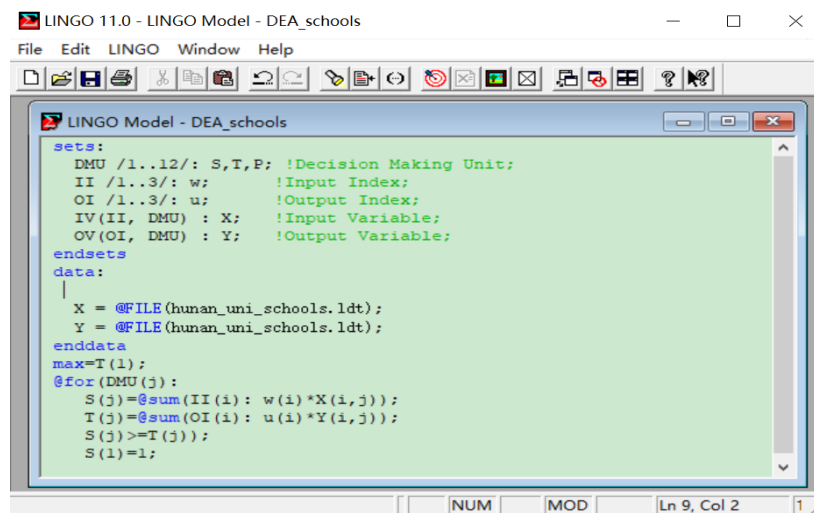 LINGO 11.0 - LINGO Model - DEA_schools
File Edit LINGO Window Help
LINGO Model - DEA_schools
sets:
DMU /1..12/: S,T,P; !Decision Making Unit;
II /1..3/: w; !Input Index;
OI /1..3/: u; !Output Index;
IV(II, DMU) : X; !Input Variable;
OV(OI, DMU) : Y; !Output Variable;
endsets
data:
X = @FILE(hunan_uni_schools.ldt);
Y = @FILE(hunan_uni_schools.ldt);
enddata
max=T(1);
@for(DMU(j):
S(j)=@sum(II(i): w(i)*X(i,j));
T(j)=@sum(OI(i): u(i)*Y(i,j));
S(j)>=T(j));
S(1)=1;
NUM MOD Ln 9, Col 2 1